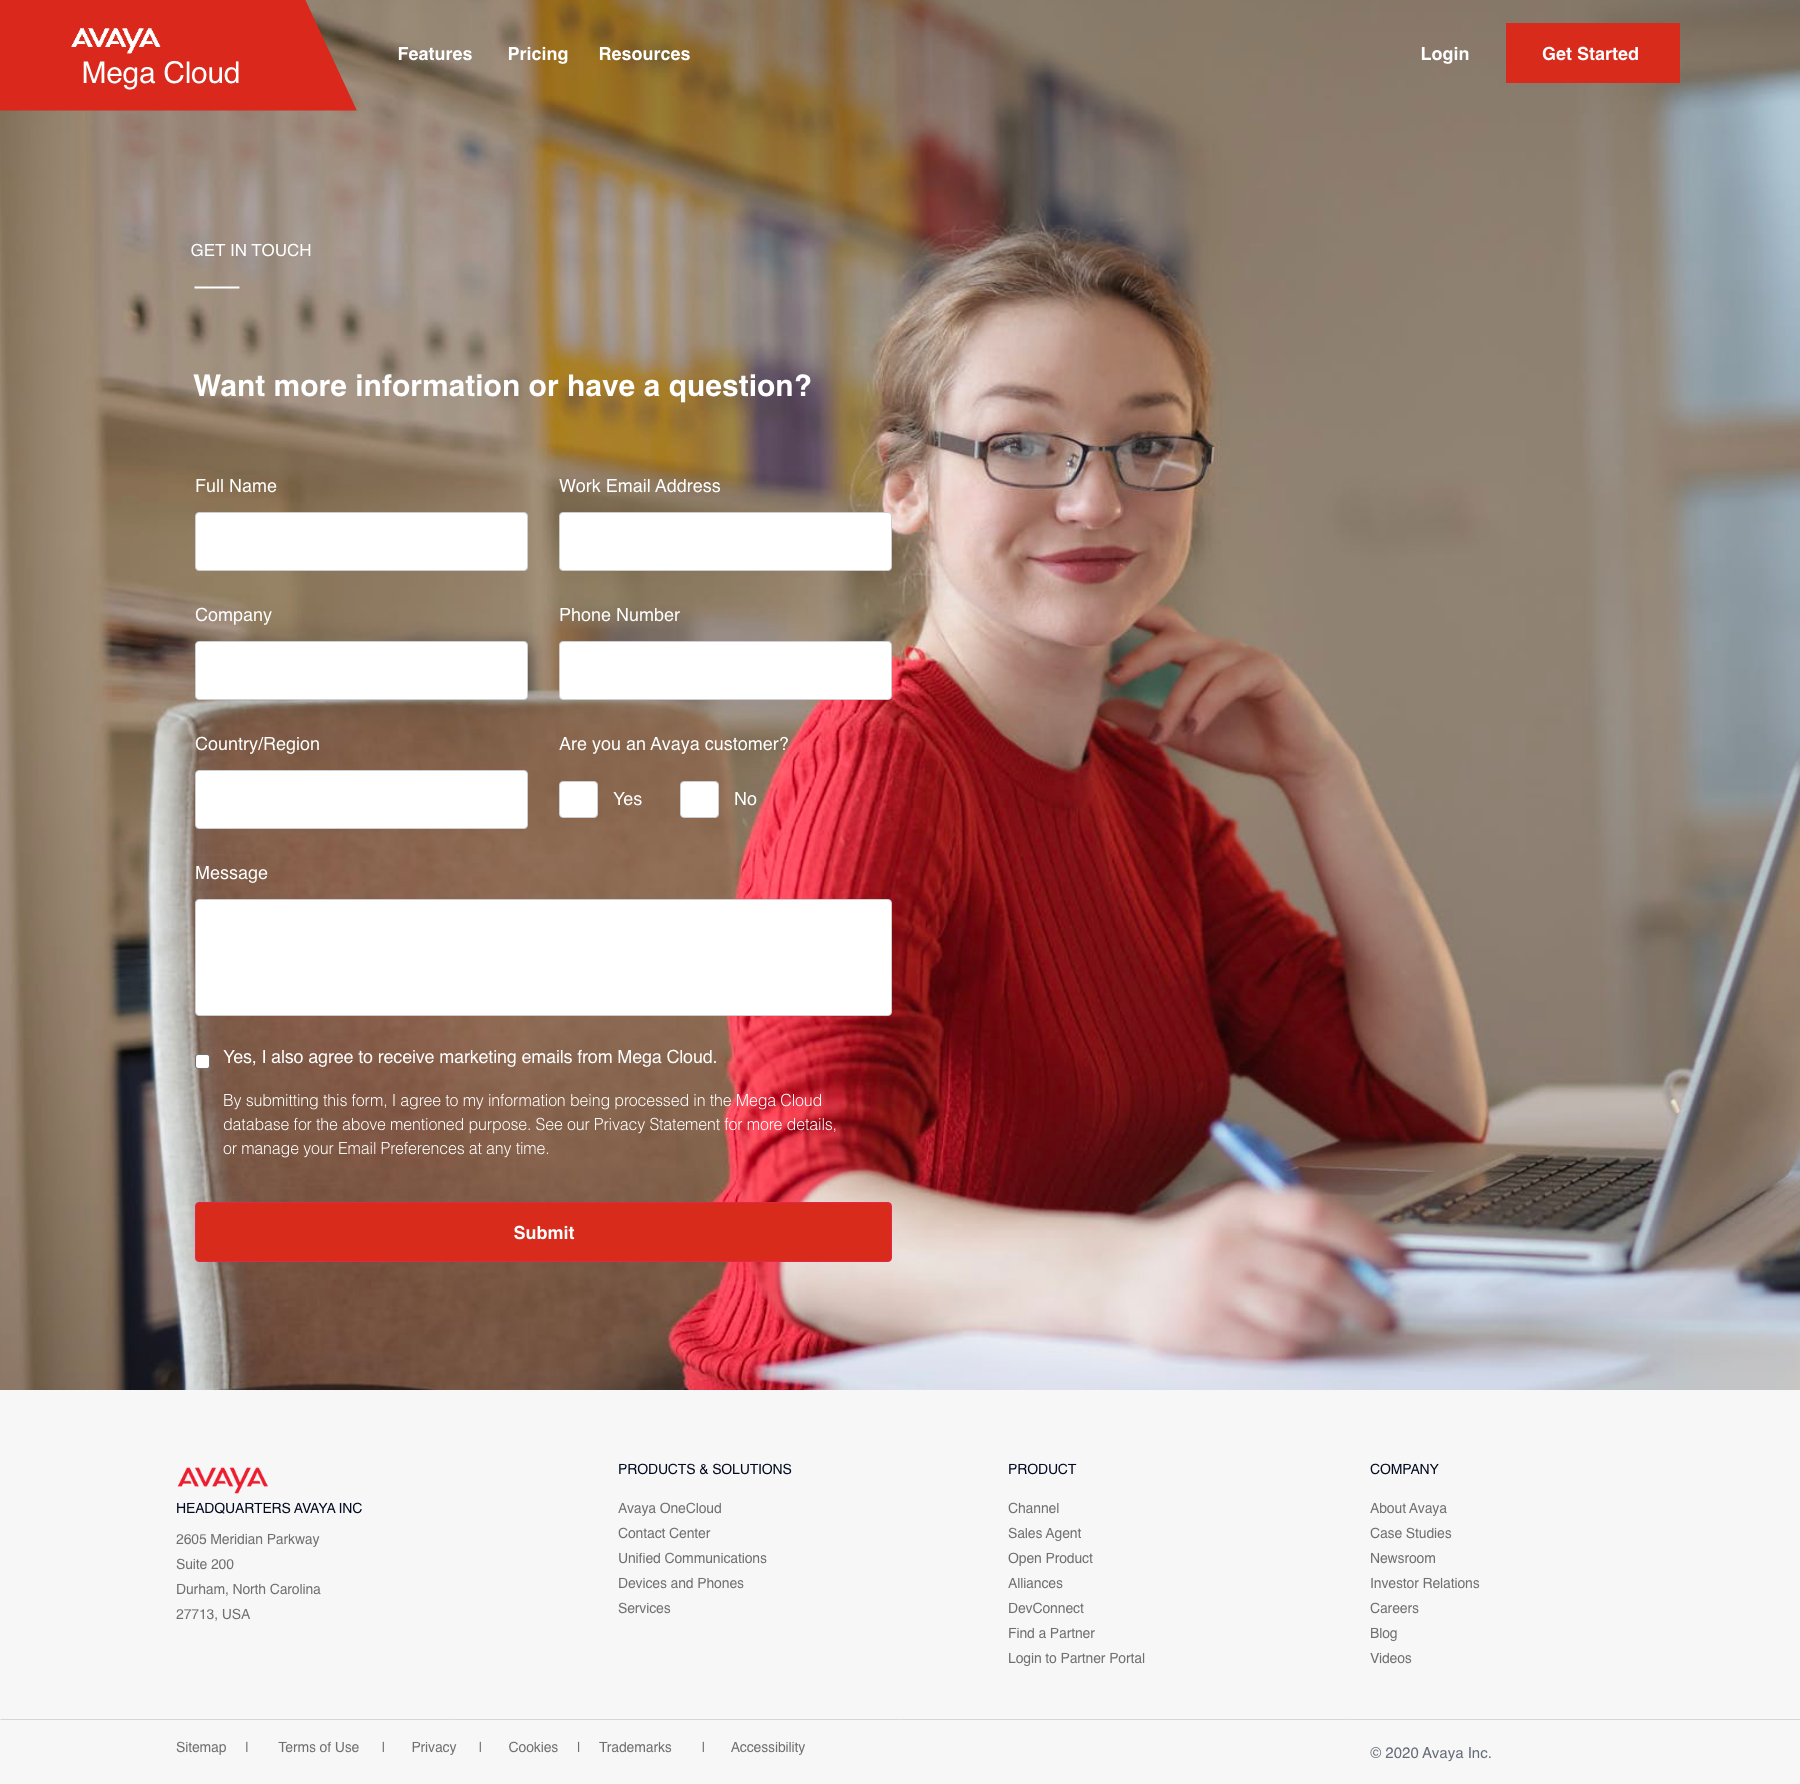 AVAYA
Mega Cloud
Features Pricing Resources Login Get Started
GET IN TOUCH
Want more information or have a question?
Full Name Work Email Address
Company Phone Number
Country/Region Are you an Avaya customer?
Yes No
Message
Yes, I also agree to receive marketing emails from Mega Cloud.
By submitting this form, I agree to my information being processed in the Mega Cloud
database for the above mentioned purpose. See our Privacy Statement for more details,
or manage your Email Preferences at any time.
Submit
AVAYA
HEADQUARTERS AVAYA INC
2605 Meridian Parkway
Suite 200
Durham, North Carolina
27713, USA
PRODUCTS & SOLUTIONS
Avaya OneCloud
Contact Center
Unified Communications
Devices and Phones
Services
PRODUCT
Channel
Sales Agent
Open Product
Alliances
DevConnect
Find a Partner
Login to Partner Portal
COMPANY
About Avaya
Case Studies
Newsroom
Investor Relations
Careers
Blog
Videos
Sitemap | Terms of Use | Privacy | Cookies | Trademarks | Accessibility
© 2020 Avaya Inc.